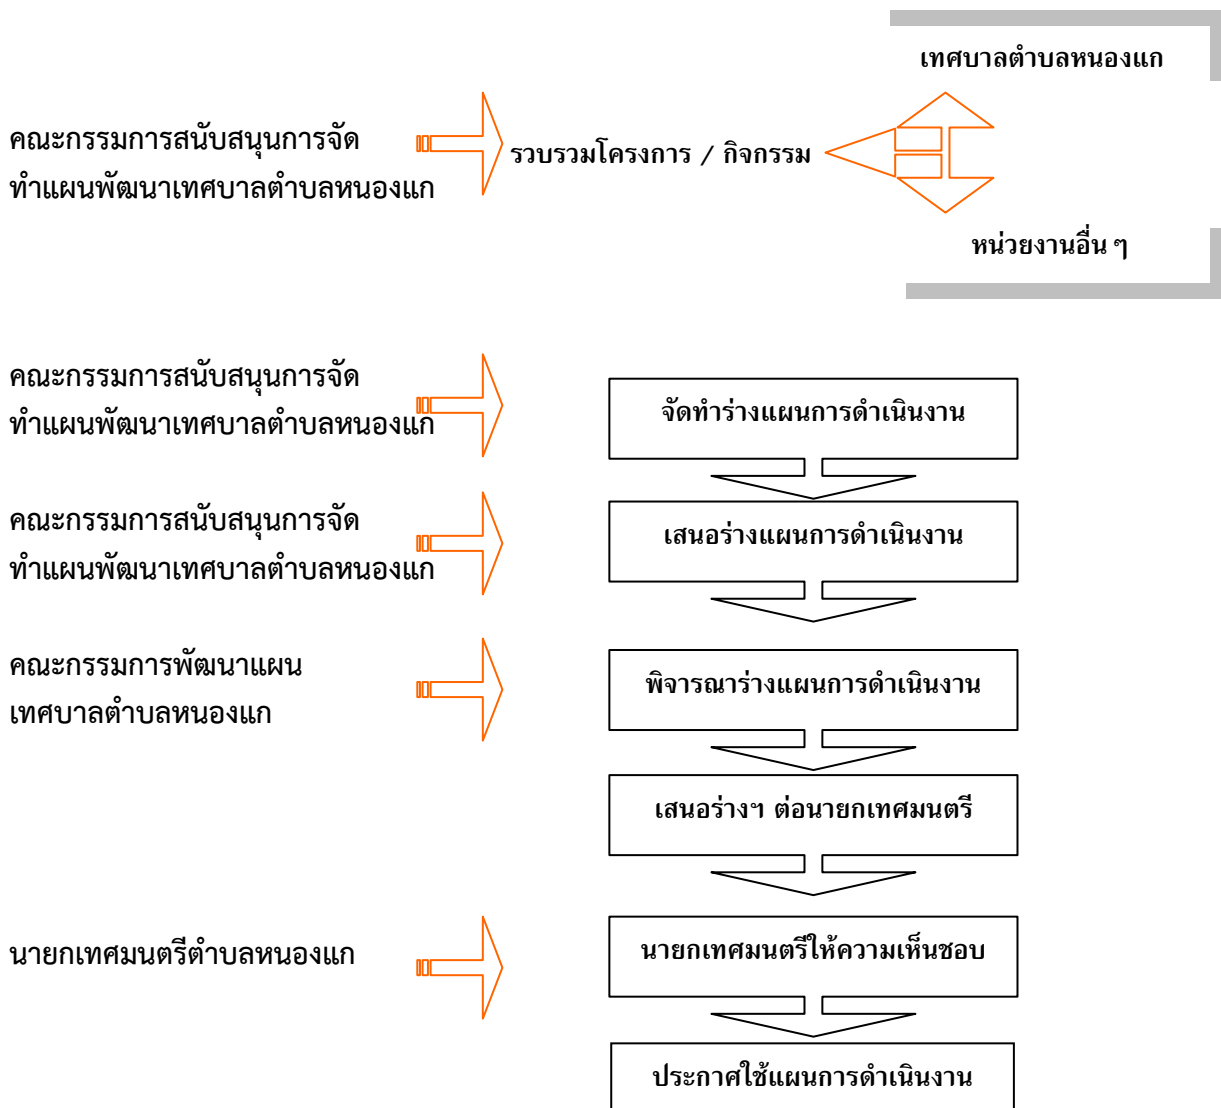 เทศบาลตำบลหนองแก
คณะกรรมการสนับสนุนการจัด
ทำแผนพัฒนาเทศบาลตำบลหนองแก
รวบรวมโครงการ / กิจกรรม
หน่วยงานอื่น ๆ
คณะกรรมการสนับสนุนการจัด
ทำแผนพัฒนาเทศบาลตำบลหนองแก
จัดทำร่างแผนการดำเนินงาน
คณะกรรมการสนับสนุนการจัด
ทำแผนพัฒนาเทศบาลตำบลหนองแก
เสนอร่างแผนการดำเนินงาน
คณะกรรมการพัฒนาแผน
เทศบาลตำบลหนองแก
พิจารณาร่างแผนการดำเนินงาน
เสนอร่างฯ ต่อนายกเทศมนตรี
นายกเทศมนตรีตำบลหนองแก
นายกเทศมนตรีให้ความเห็นชอบ
ประกาศใช้แผนการดำเนินงาน